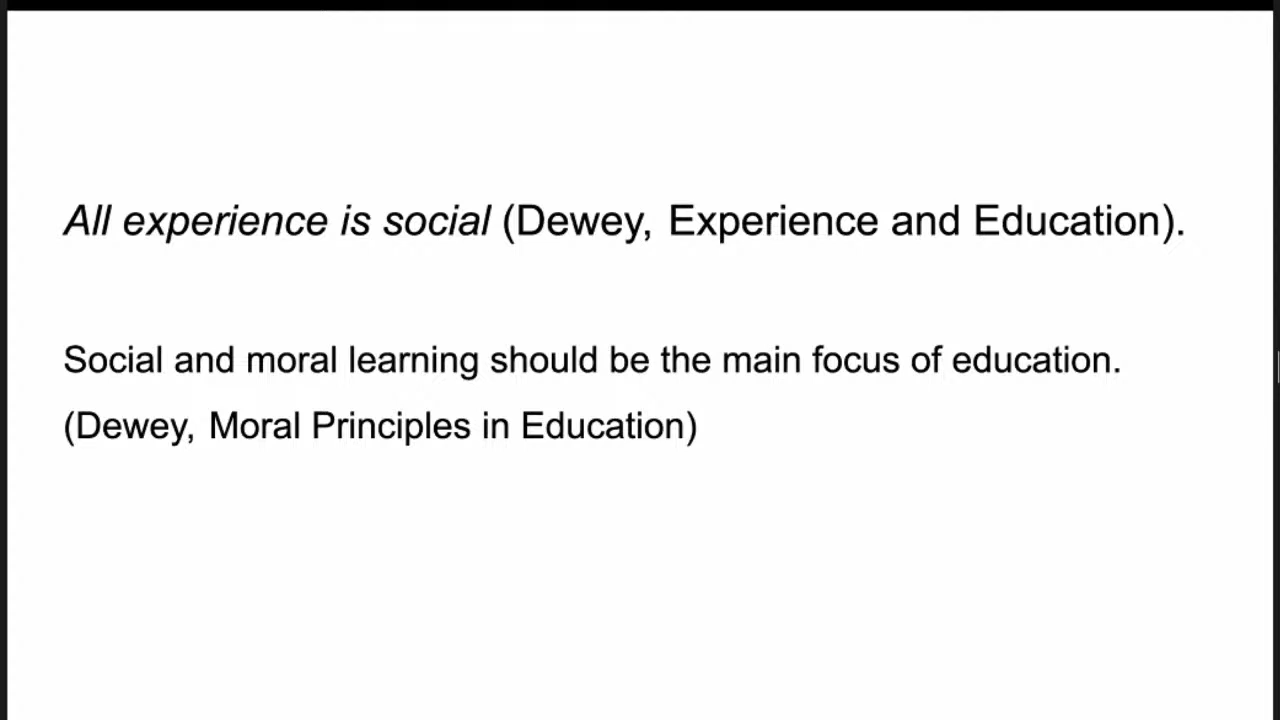 All experience is social (Dewey, Experience and Education).
Social and moral learning should be the main focus of education.
(Dewey, Moral Principles in Education)